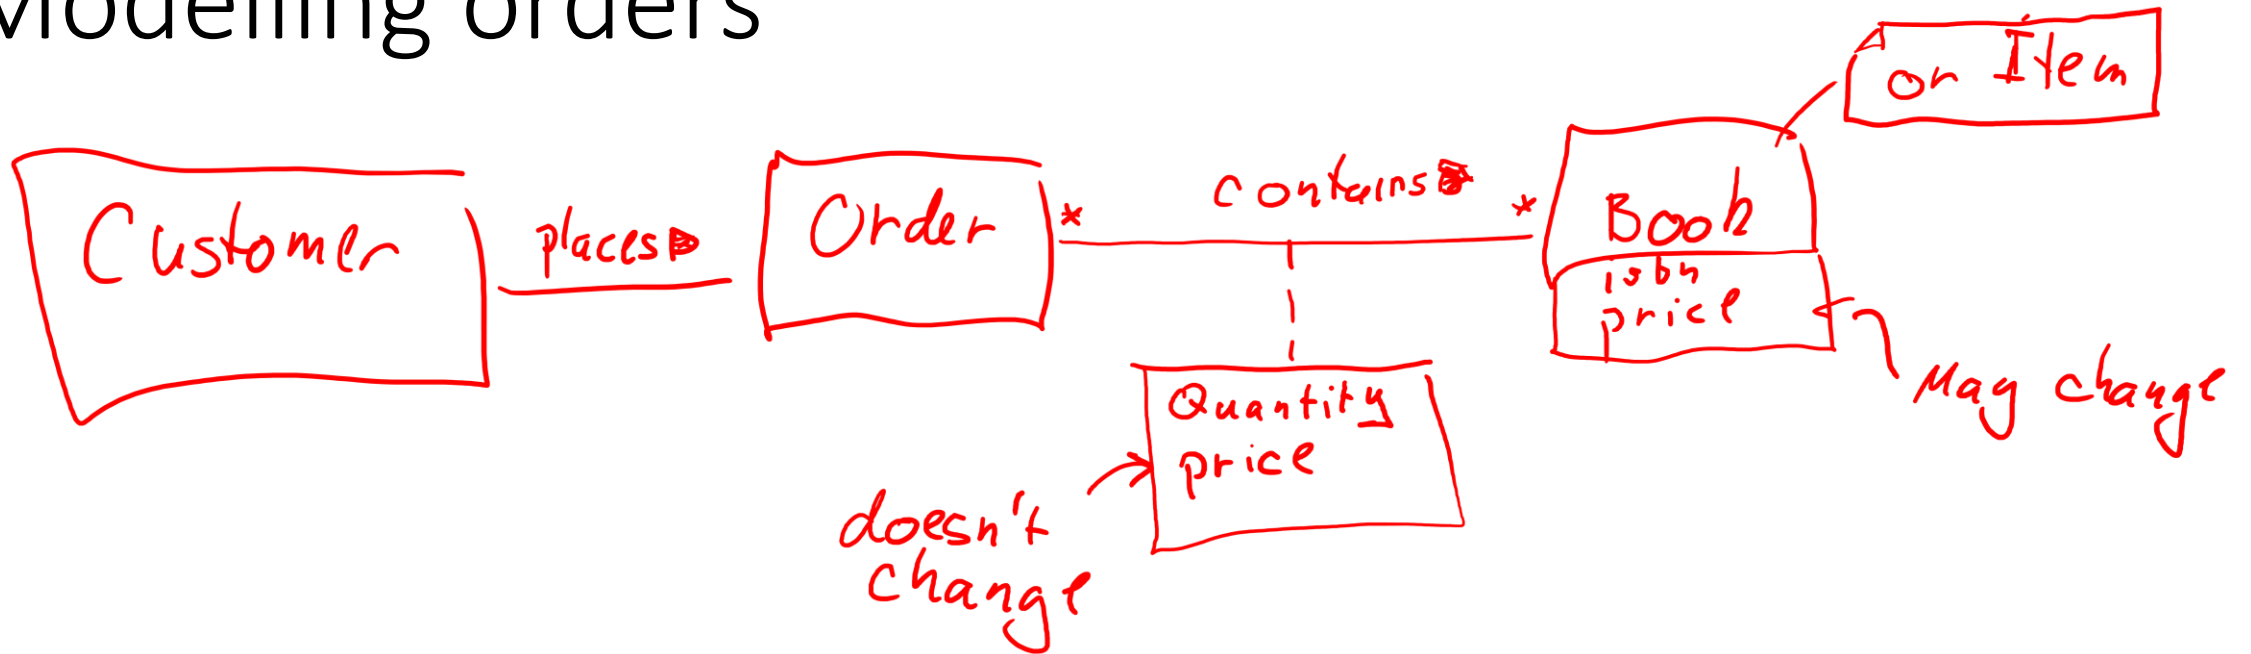 Modelling orders
or Item
Customer
places
Order
*
contains
*
Book
isbn
price
May change
Quantity
price
doesn't
change